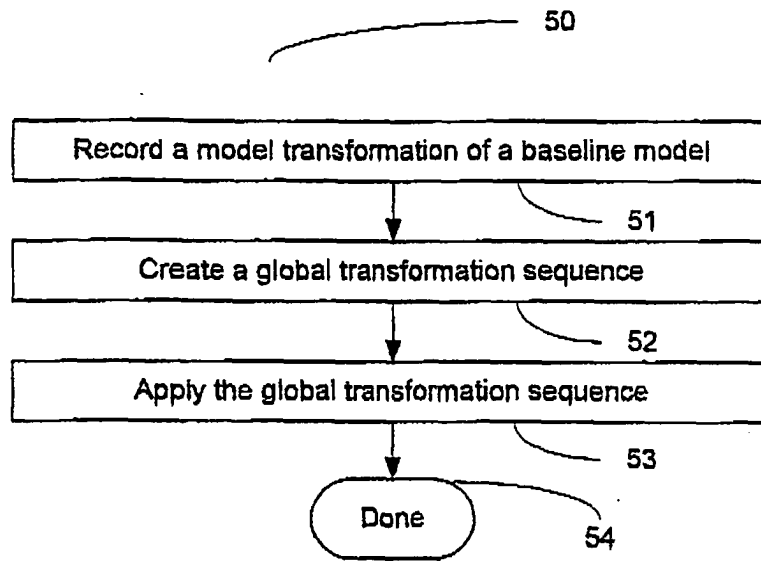 50
Record a model transformation of a baseline model
51
Create a global transformation sequence
52
Apply the global transformation sequence
53
Done
54